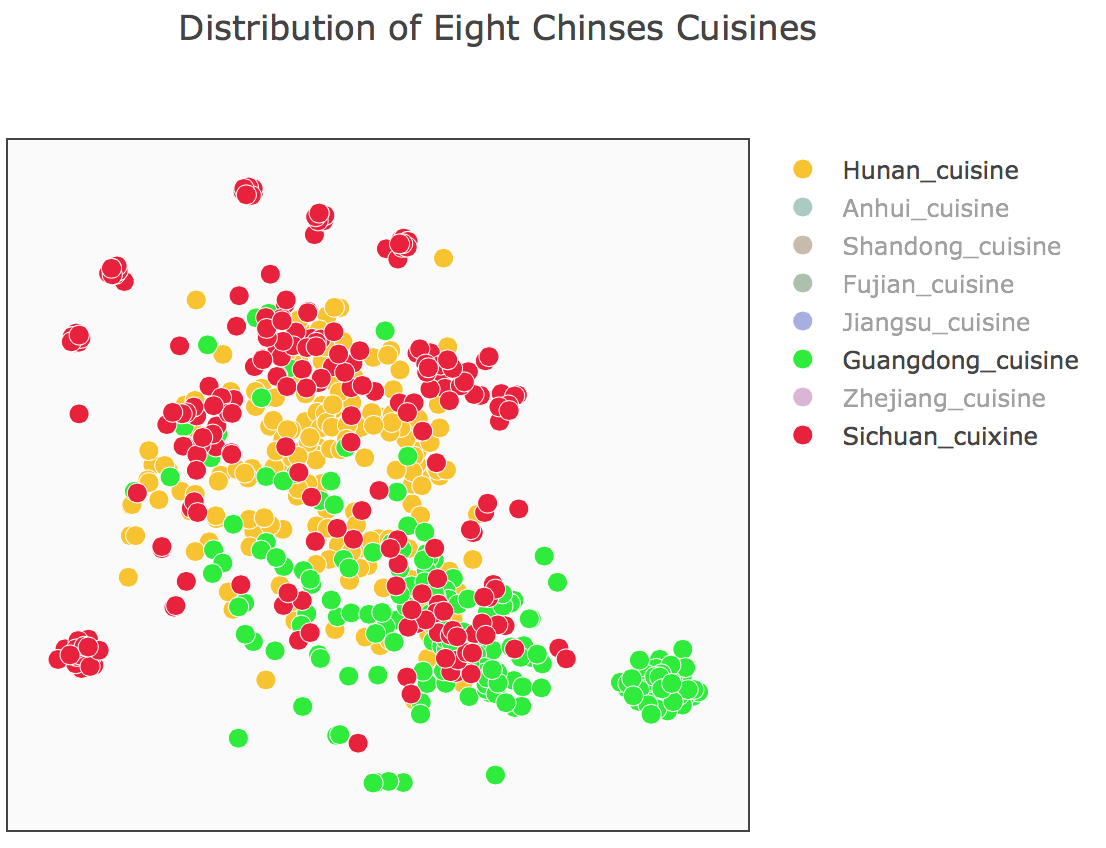 Distribution of Eight Chinses Cuisines
Hunan_cuisine
Anhui_cuisine
Shandong_cuisine
Fujian_cuisine
Jiangsu_cuisine
Guangdong_cuisine
Zhejiang_cuisine
Sichuan_cuixine